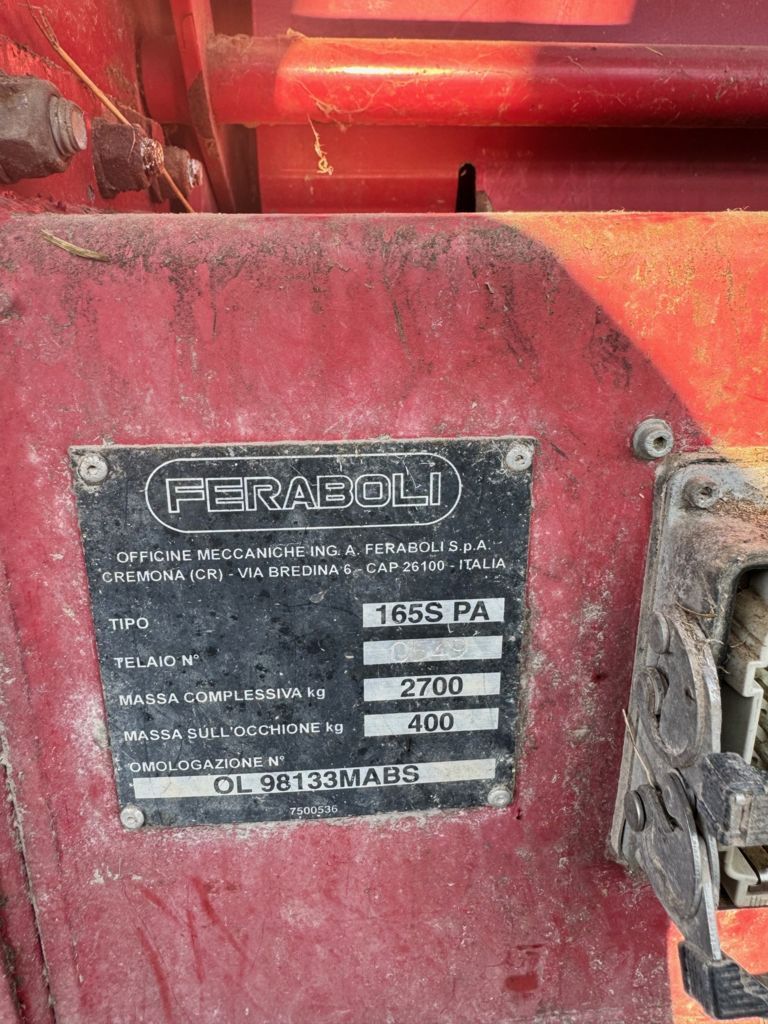 FERABOLI
OFFICINE MECCANICHE ING. A. FERABOLI S.p.A.
CREMONA (CR) - VIA BREDINA 6 - CAP 26100 - ITALIA
TIPO 165S PA
TELAIO N°
MASSA COMPLESSIVA kg 2700
MASSA SULL'OCCHIONE kg 400
OMOLOGAZIONE N°
OL 98133MABS
7500536